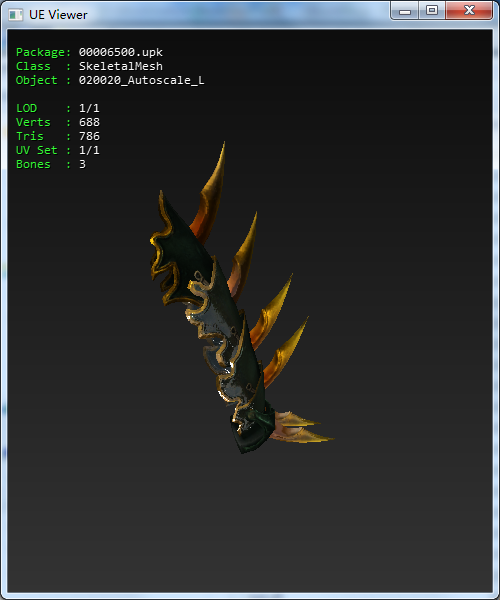 UE Viewer
Package: 00006500.upk
Class : SkeletalMesh
Object : 020020_Autoscale_L
LOD : 1/1
Verts : 688
Tris : 786
UV Set : 1/1
Bones : 3